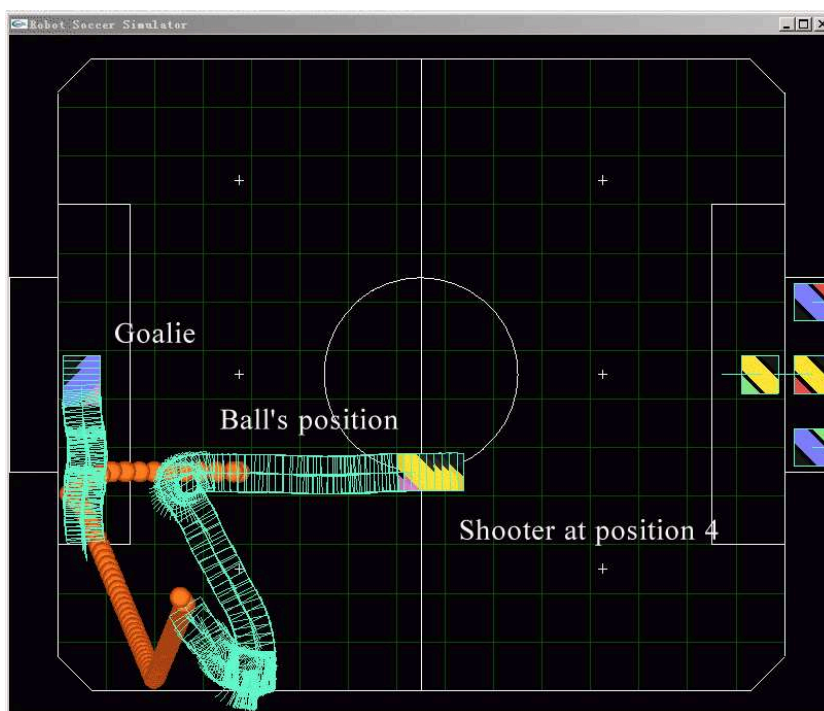 Robot Soccer Simulator
Goalie
Ball's position
Shooter at position 4